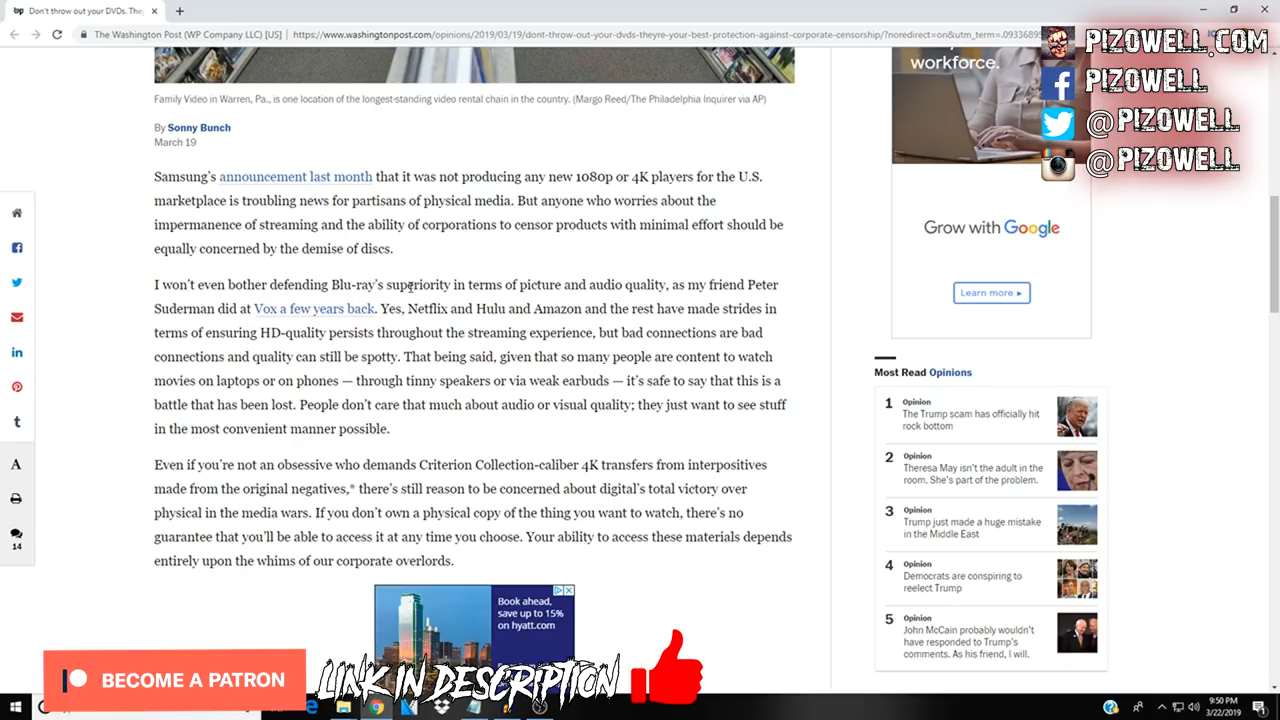 Don't throw out your DVDs. They
The Washington Post (WP Company LLC) [US]
https://www.washingtonpost.com/opinions/2019/03/19/dont-throw-out-your-dvds-theyre-your-best-protection-against-corporate-censorship/?noredirect=on&utm_term=.0933689
PIZOWELL.COM
PIZOWELL
@PIZOWELL
@PIZOWELL
workforce.
Family Video in Warren, Pa., is one location of the longest-standing video rental chain in the country. (Margo Reed/The Philadelphia Inquirer via AP)
By Sonny Bunch
March 19
Samsung's announcement last month that it was not producing any new 1080p or 4K players for the U.S.
marketplace is troubling news for partisans of physical media. But anyone who worries about the
impermanence of streaming and the ability of corporations to censor products with minimal effort should be
equally concerned by the demise of discs.
I won't even bother defending Blu-ray's superiority in terms of picture and audio quality, as my friend Peter
Suderman did at Vox a few years back. Yes, Netflix and Hulu and Amazon and the rest have made strides in
terms of ensuring HD-quality persists throughout the streaming experience, but bad connections are bad
connections and quality can still be spotty. That being said, given that so many people are content to watch
movies on laptops or on phones — through tinny speakers or via weak earbuds — it's safe to say that this is a
battle that has been lost. People don't care that much about audio or visual quality; they just want to see stuff
in the most convenient manner possible.
Even if you're not an obsessive who demands Criterion Collection-caliber 4K transfers from interpositives
made from the original negatives,* there's still reason to be concerned about digital's total victory over
physical in the media wars. If you don't own a physical copy of the thing you want to watch, there's no
guarantee that you'll be able to access it at any time you choose. Your ability to access these materials depends
entirely upon the whims of our corporate overlords.
A
14
Grow with Google
Learn more ▸
Most Read Opinions
1
Opinion
The Trump scam has officially hit
rock bottom
2
Opinion
Theresa May isn't the adult in the
room. She's part of the problem.
3
Opinion
Trump just made a huge mistake
in the Middle East
4
Opinion
Democrats are conspiring to
reelect Trump
5
Opinion
John McCain probably wouldn't
have responded to Trump's
comments. As his friend, I will.
Book ahead,
save up to 15%
on hyatt.com
BECOME A PATRON
LINK IN DESCRIPTION
9:50 PM
3/22/2019